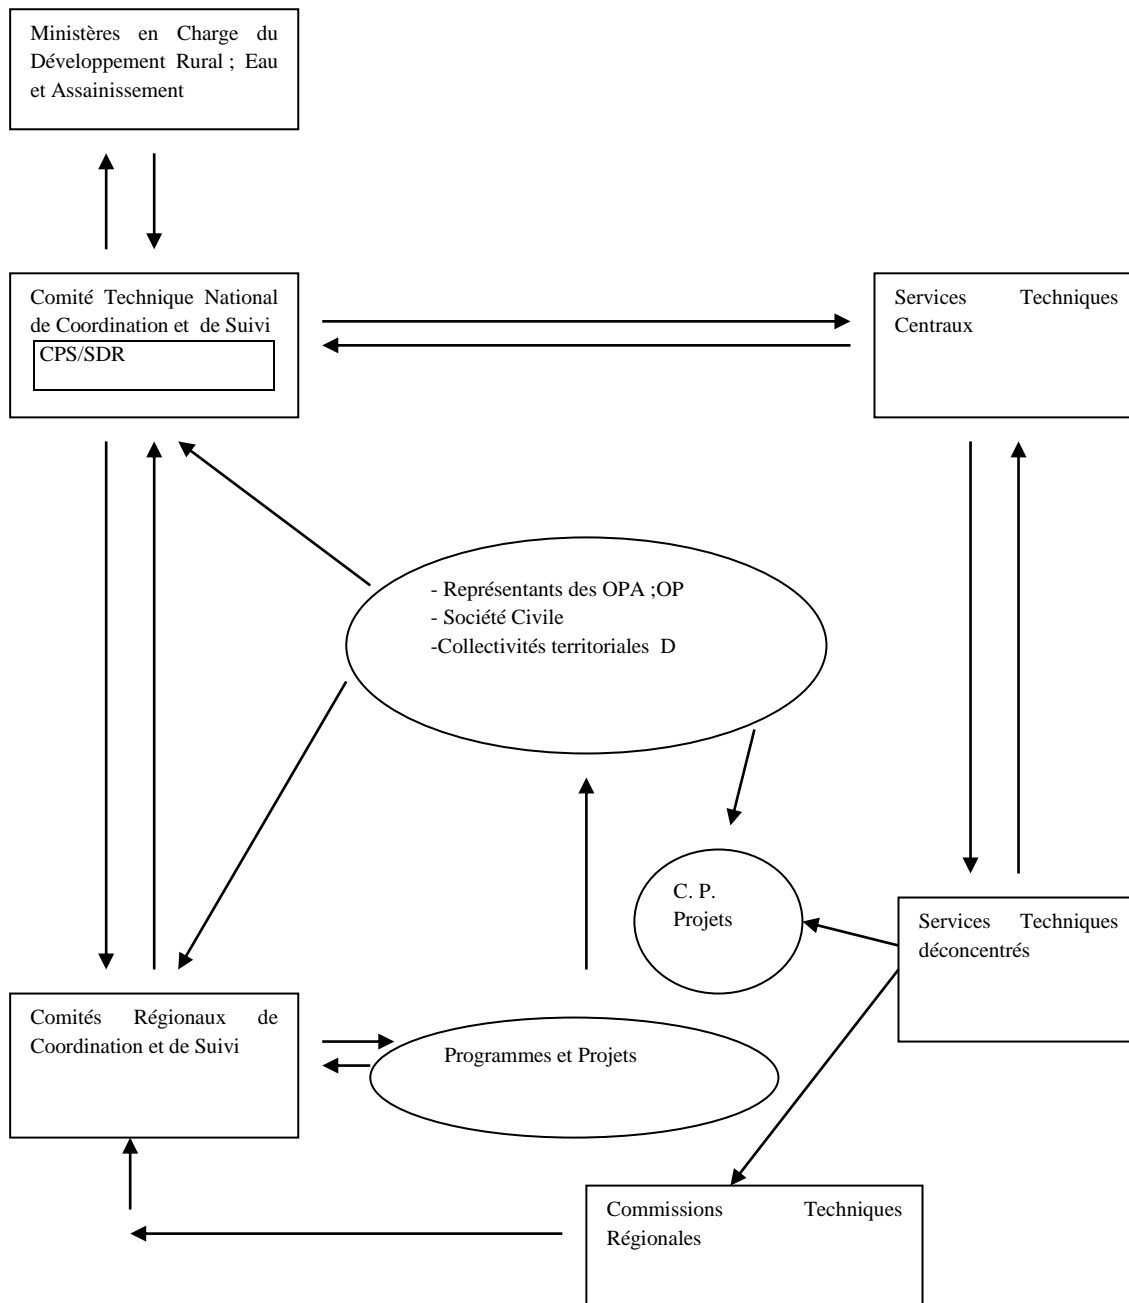 Ministères en Charge du
Développement Rural ; Eau
et Assainissement
Comité Technique National
de Coordination et de Suivi
CPS/SDR
Services Techniques
Centraux
- Représentants des OPA ;OP
- Société Civile
-Collectivités territoriales D
C. P.
Projets
Services Techniques
déconcentrés
Comités Régionaux de
Coordination et de Suivi
Programmes et Projets
Commissions Techniques
Régionales